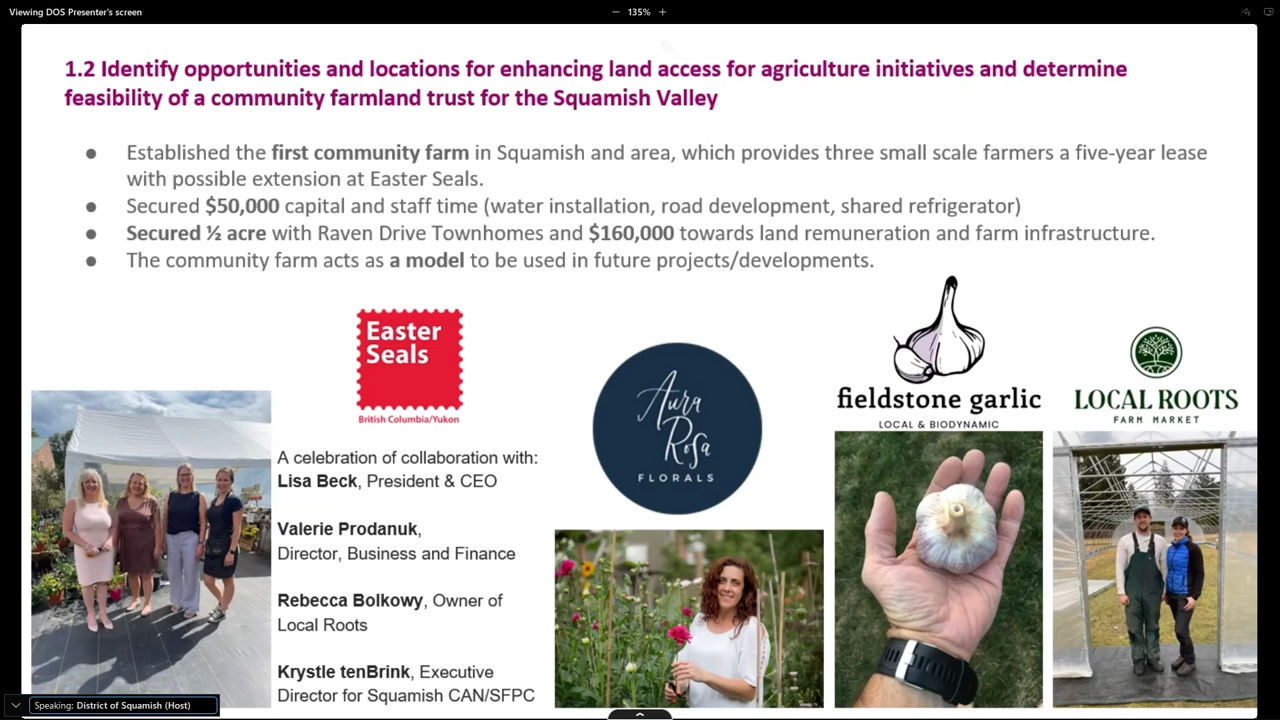 Viewing DOS Presenter's screen
− 135% +
1.2 Identify opportunities and locations for enhancing land access for agriculture initiatives and determine
feasibility of a community farmland trust for the Squamish Valley
● Established the first community farm in Squamish and area, which provides three small scale farmers a five-year lease
with possible extension at Easter Seals.
● Secured $50,000 capital and staff time (water installation, road development, shared refrigerator)
● Secured ½ acre with Raven Drive Townhomes and $160,000 towards land remuneration and farm infrastructure.
● The community farm acts as a model to be used in future projects/developments.
Easter
Seals
British Columbia/Yukon
A celebration of collaboration with:
Lisa Beck, President & CEO
Valerie Prodanuk,
Director, Business and Finance
Rebecca Bolkowy, Owner of
Local Roots
Krystle tenBrink, Executive
Director for Squamish CAN/SFPC
Aura
Rosa
FLORALS
fieldstone garlic
LOCAL & BIODYNAMIC
LOCAL ROOTS
FARM MARKET
Speaking: District of Squamish (Host)